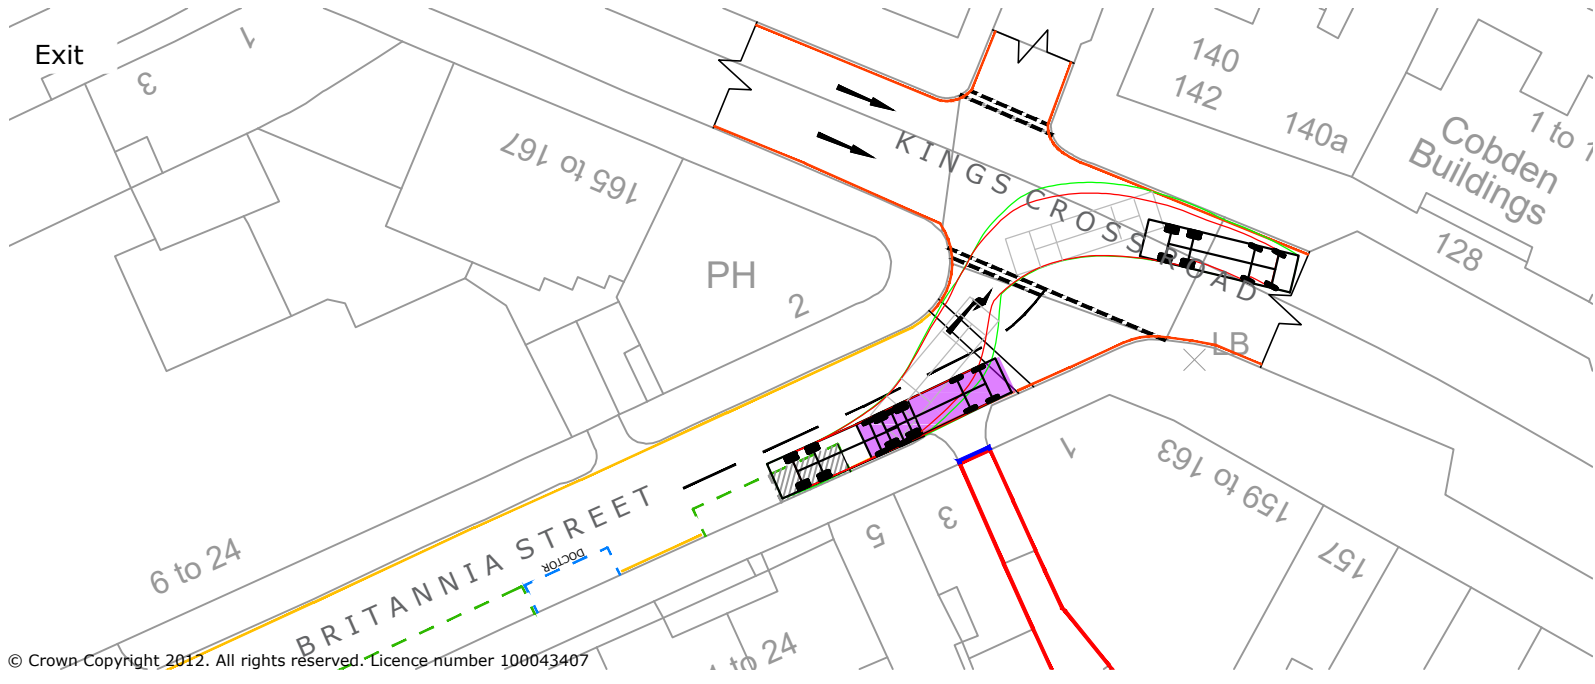 Exit
1
3
140
142
140a
1 to 1
Cobden
Buildings
165 to 167
KINGS CROSS ROAD
128
PH
2
LB
1
159 to 163
3
5
157
BRITANNIA STREET
DOCTOR
6 to 24
1 to 24
© Crown Copyright 2012. All rights reserved. Licence number 100043407